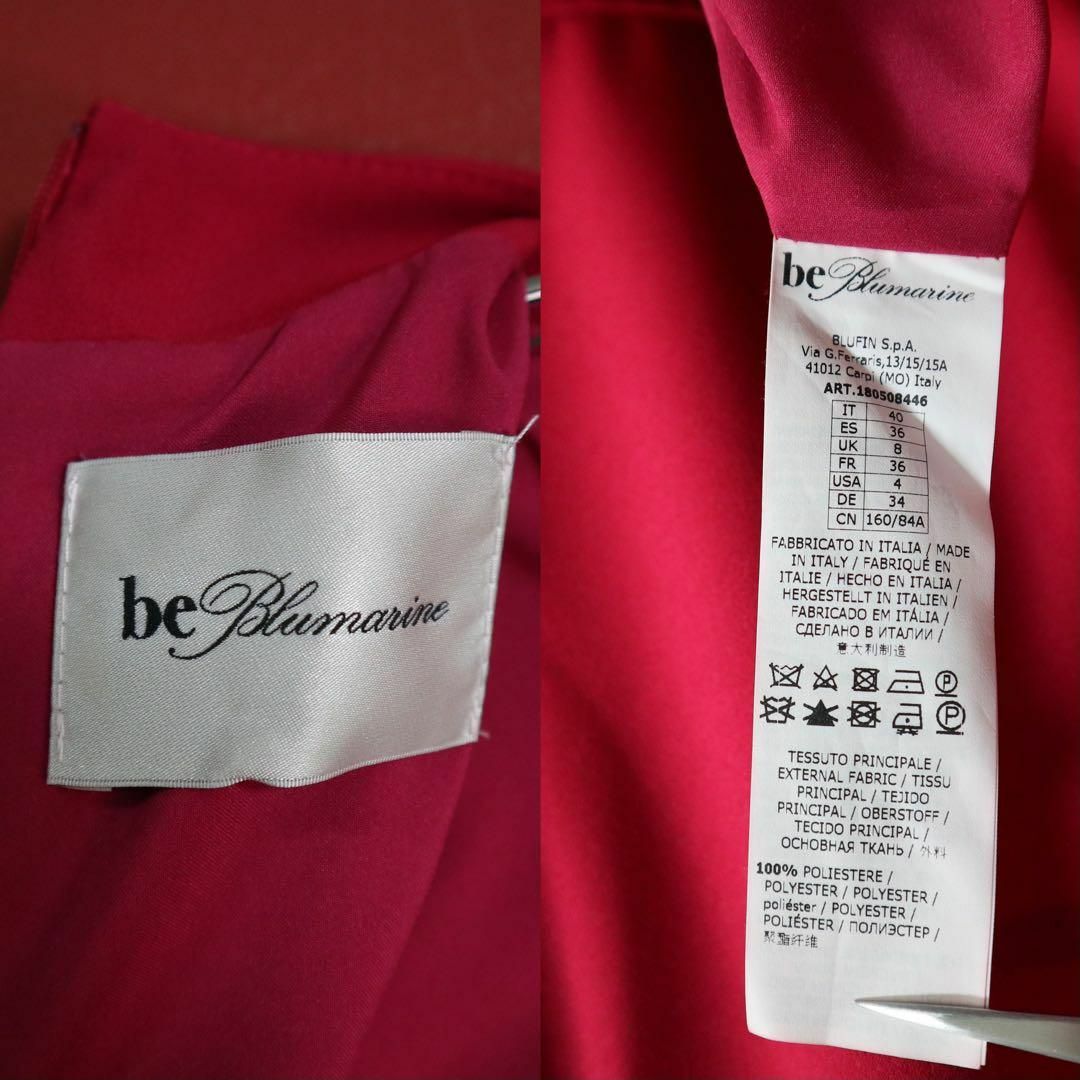 be Blumarine
be Blumarine
BLUFIN S.p.A.
Via G.Ferraris,13/15/15A
41012 Carpi (MO) Italy
ART.180508446
IT 40
ES 36
UK 8
FR 36
USA 4
DE 34
CN 160/84A
FABBRICATO IN ITALIA / MADE
IN ITALY / FABRIQUÉ EN
ITALIE / HECHO EN ITALIA /
HERGESTELLT IN ITALIEN /
FABRICADO EM ITÁLIA /
СДЕЛАНО В ИТАЛИИ /
意大利制造
P
P
TESSUTO PRINCIPALE /
EXTERNAL FABRIC / TISSU
PRINCIPAL / TEJIDO
PRINCIPAL / OBERSTOFF /
TECIDO PRINCIPAL /
ОСНОВНАЯ ТКАНЬ / 外料
100% POLIESTERE /
POLYESTER / POLYESTER /
poliéster / POLYESTER /
POLIÉSTER / ПОЛИЭСТЕР /
聚酯纤维